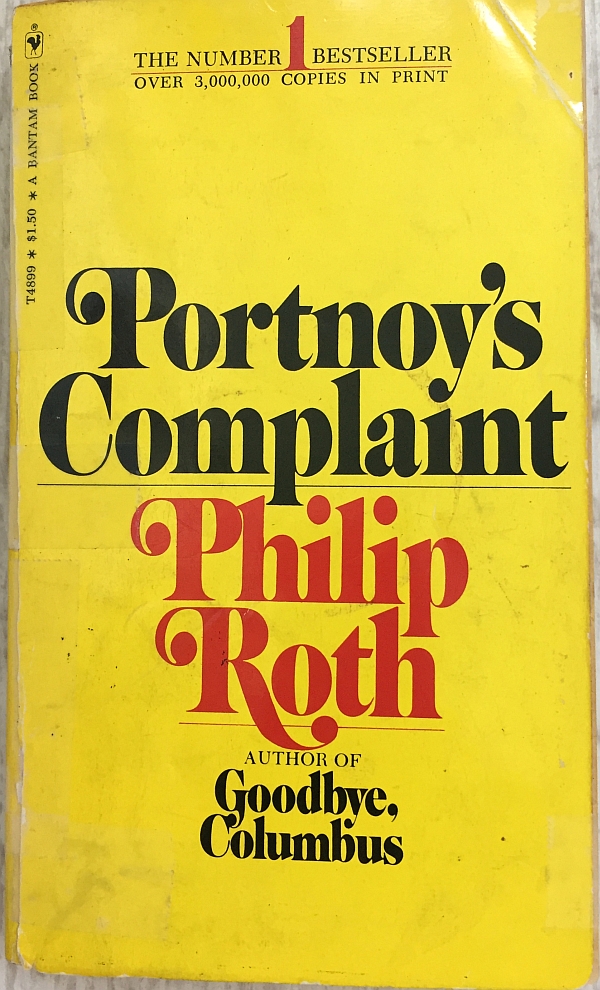 THE NUMBER 1 BESTSELLER
OVER 3,000,000 COPIES IN PRINT
T4899 * $1.50 * A BANTAM BOOK ®
Portnoy's
Complaint
Philip
Roth
AUTHOR OF
Goodbye,
Columbus